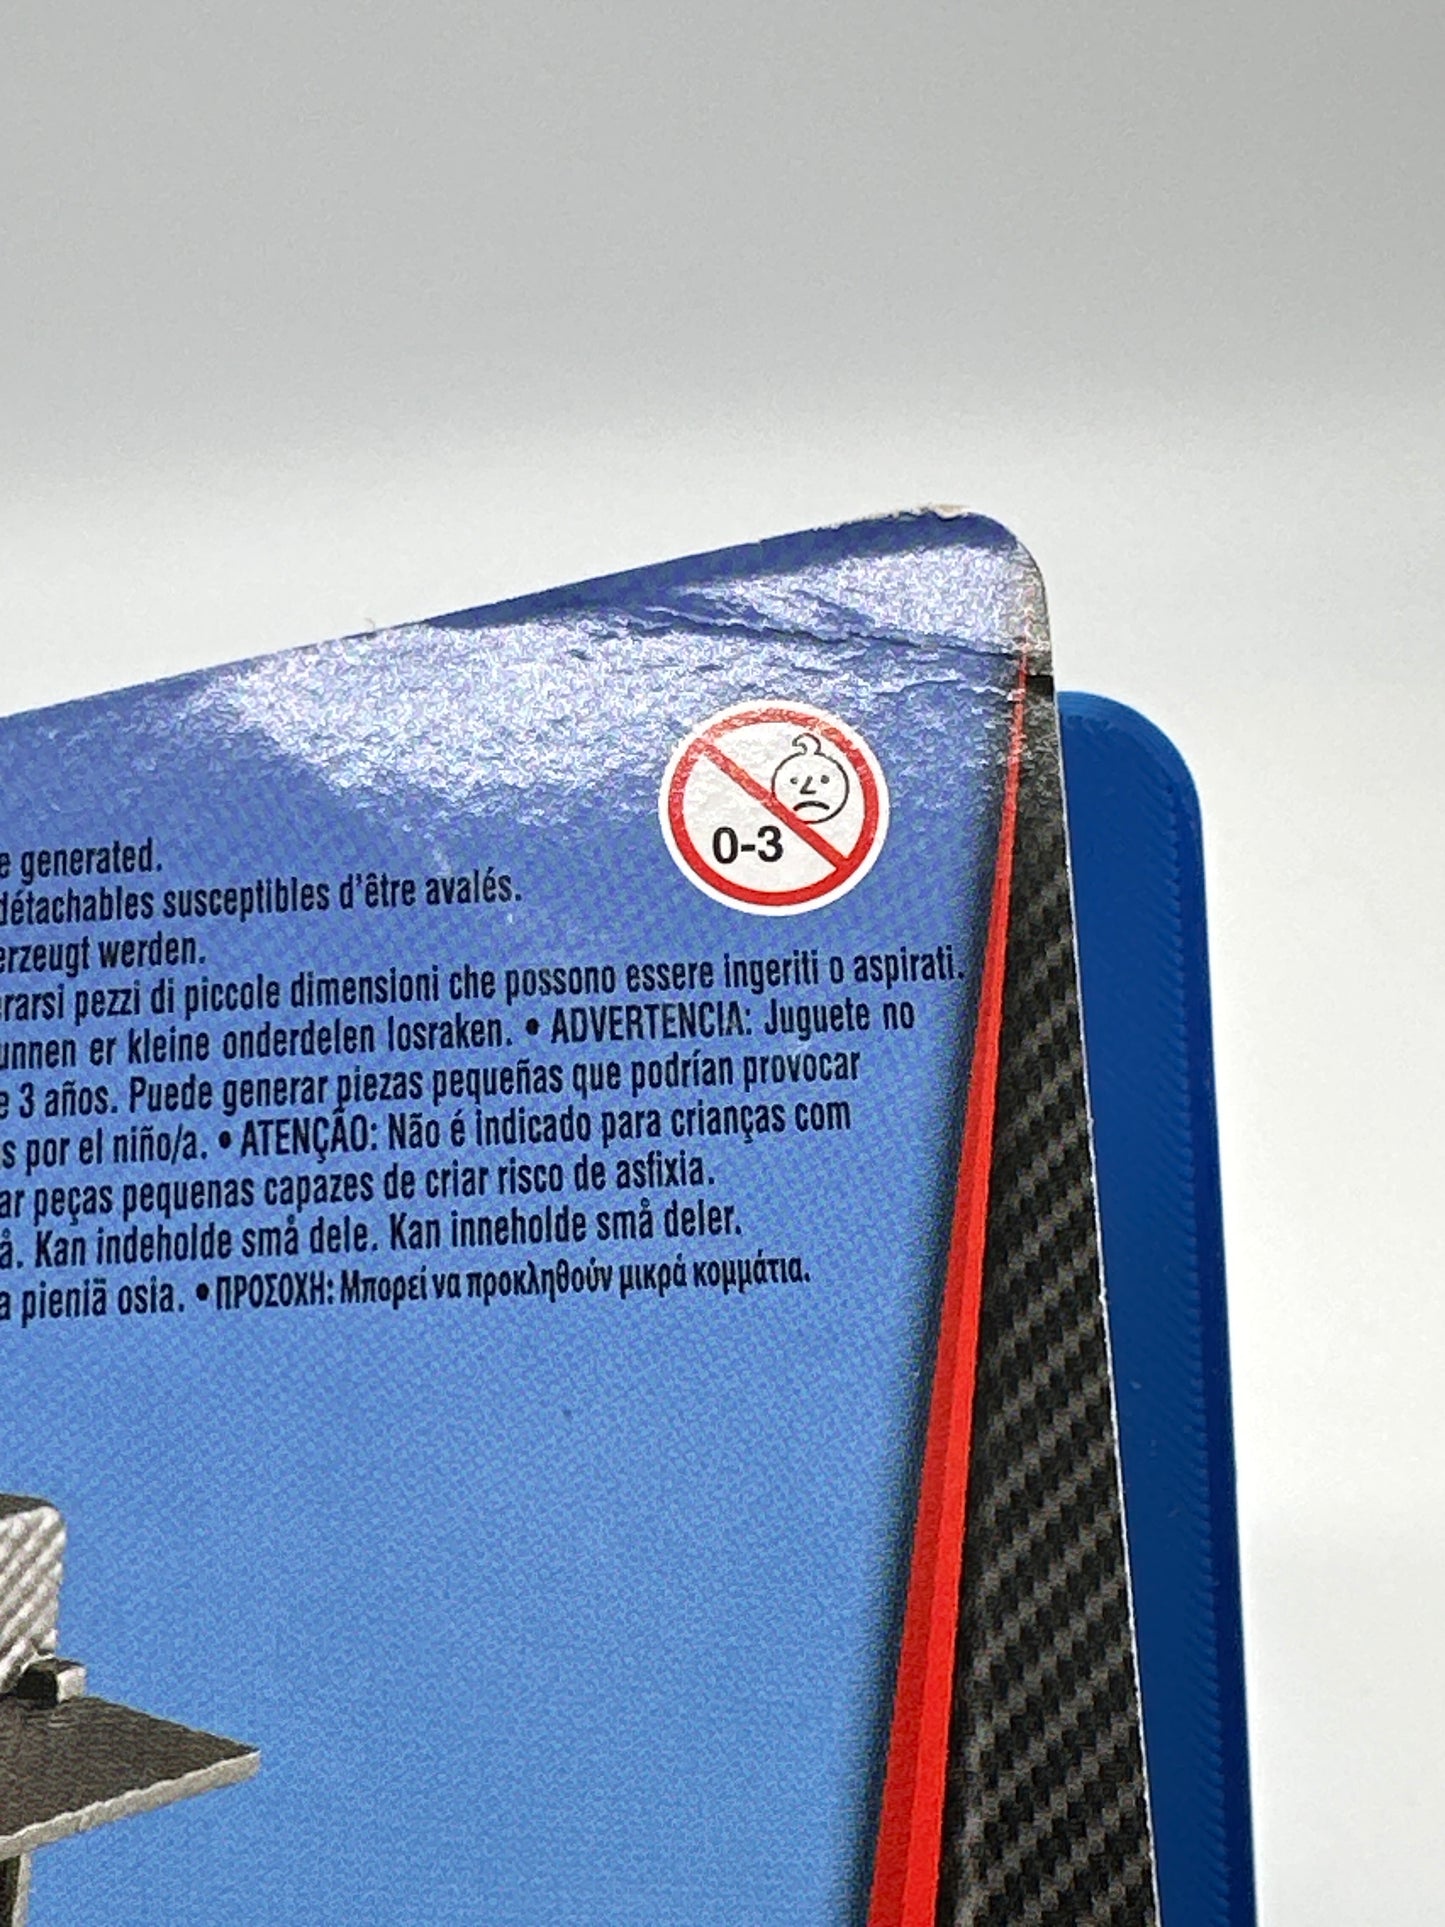 0-3
e generated.
détachables susceptibles d'être avalés.
erzeugt werden.
rarsi pezzi di piccole dimensioni che possono essere ingeriti o aspirati.
unnen er kleine onderdelen losraken. • ADVERTENCIA: Juguete no
e 3 años. Puede generar piezas pequeñas que podrían provocar
s por el niño/a. • ATENÇÃO: Não é indicado para crianças com
ar peças pequenas capazes de criar risco de asfixia.
å. Kan indeholde små dele. Kan inneholde små deler.
a pieniä osia. • ΠΡΟΣΟΧΗ: Μπορεί να προκληθούν μικρά κομμάτια.